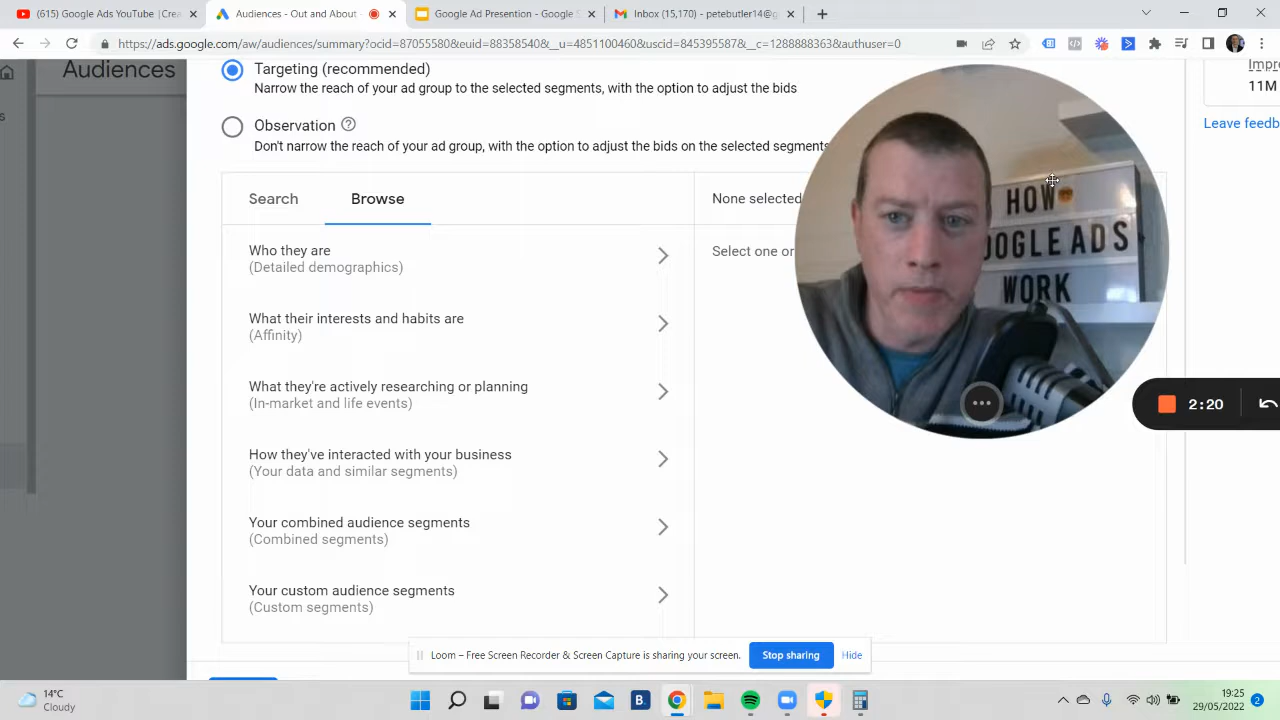 (615) Google Ads YouTube |Crea
Audiences - Out and About
Google Ad Presention - Google S
Inbox (15,170) - petebutler14@g
https://ads.google.com/aw/audiences/summary?ocid=870555808&euid=883585408&__u=4851100460&uscid=845395587&__c=1288888363&authuser=0
Audiences
Targeting (recommended)
Narrow the reach of your ad group to the selected segments, with the option to adjust the bids
Observation
Don't narrow the reach of your ad group, with the option to adjust the bids on the selected segments
Impre
11M
Leave feedb
Search
Browse
None selected
Select one or
Who they are
(Detailed demographics)
What their interests and habits are
(Affinity)
What they're actively researching or planning
(In-market and life events)
How they've interacted with your business
(Your data and similar segments)
Your combined audience segments
(Combined segments)
Your custom audience segments
(Custom segments)
HOW
OOGLE ADS
WORK
2:20
Loom – Free Screen Recorder & Screen Capture is sharing your screen.
Stop sharing
Hide
14°C
Cloudy
B.
19:25
29/05/2022
2